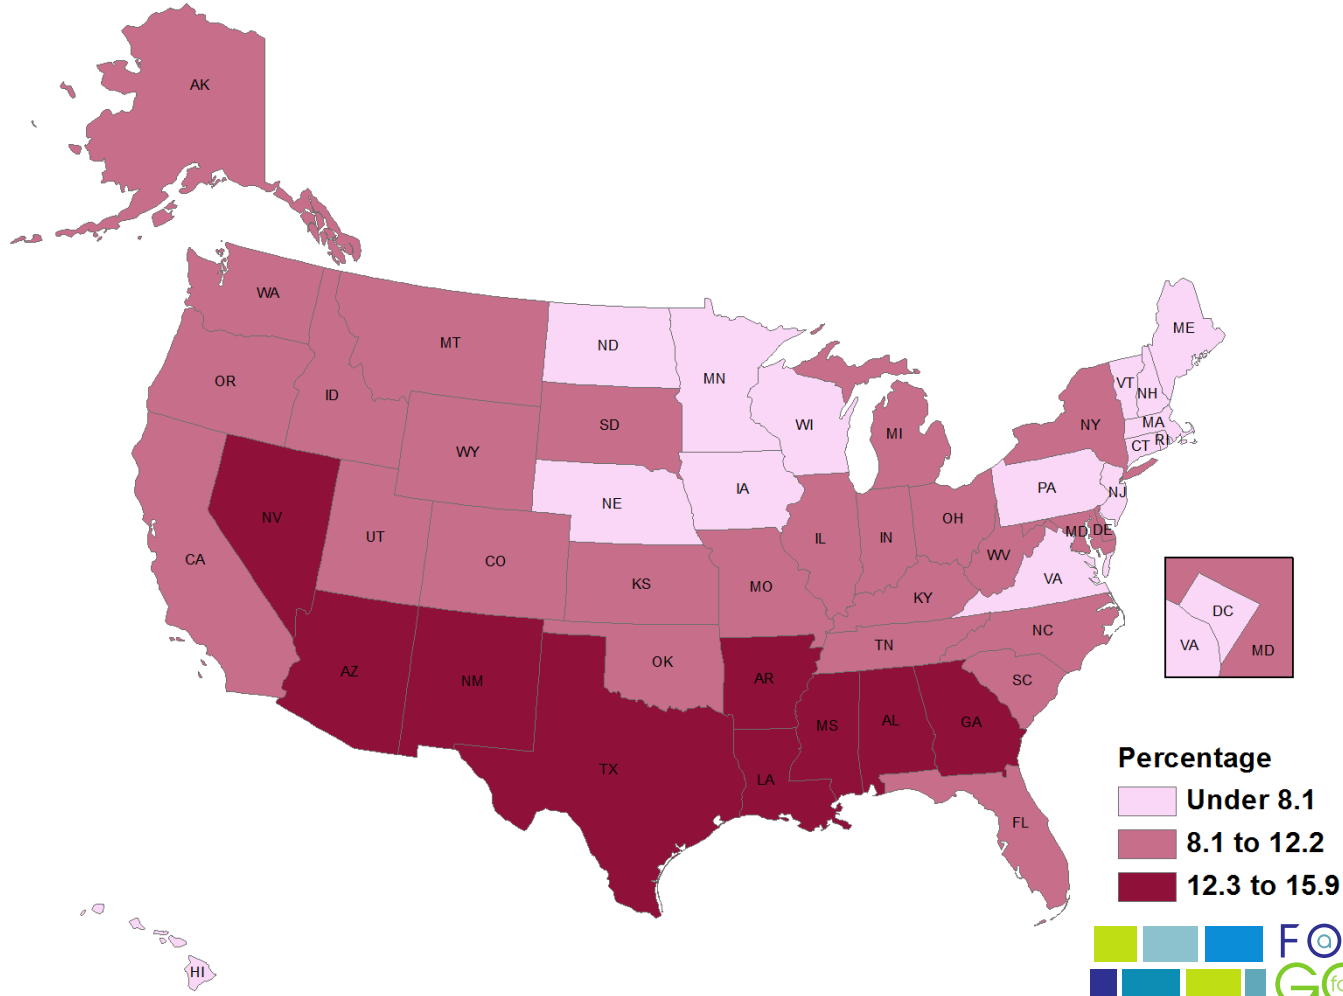 AK
WA
MT
ND
MN
ME
OR
ID
SD
WI
MI
VT
NH
NY
MA
CT
RI
WY
IA
PA
NJ
NV
NE
IL
IN
OH
MD
DE
CA
UT
CO
KS
MO
WV
VA
KY
DC
VA
MD
AZ
NM
OK
AR
TN
NC
SC
TX
LA
MS
AL
GA
FL
HI
Percentage
Under 8.1
8.1 to 12.2
12.3 to 15.9